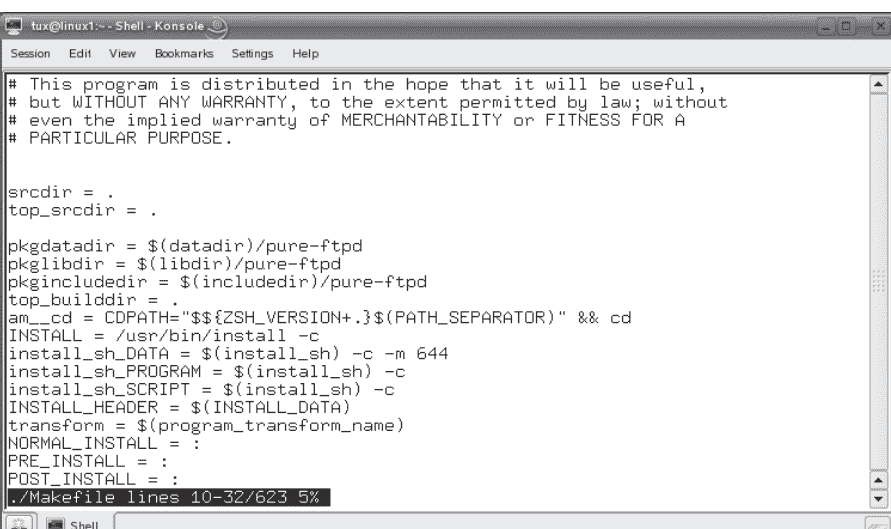 tux@linux1:~ - Shell - Konsole
Session Edit View Bookmarks Settings Help
# This program is distributed in the hope that it will be useful,
# but WITHOUT ANY WARRANTY, to the extent permitted by law; without
# even the implied warranty of MERCHANTABILITY or FITNESS FOR A
# PARTICULAR PURPOSE.
srcdir = .
top_srcdir = .
pkgdatadir = $(datadir)/pure-ftpd
pkglibdir = $(libdir)/pure-ftpd
pkgincludedir = $(includedir)/pure-ftpd
top_builddir = .
am__cd = CDPATH="$${ZSH_VERSION+.}$(PATH_SEPARATOR)" && cd
INSTALL = /usr/bin/install -c
install_sh_DATA = $(install_sh) -c -m 644
install_sh_PROGRAM = $(install_sh) -c
install_sh_SCRIPT = $(install_sh) -c
INSTALL_HEADER = $(INSTALL_DATA)
transform = $(program_transform_name)
NORMAL_INSTALL = :
PRE_INSTALL = :
POST_INSTALL = :
./Makefile lines 10-32/623 5%
Shell